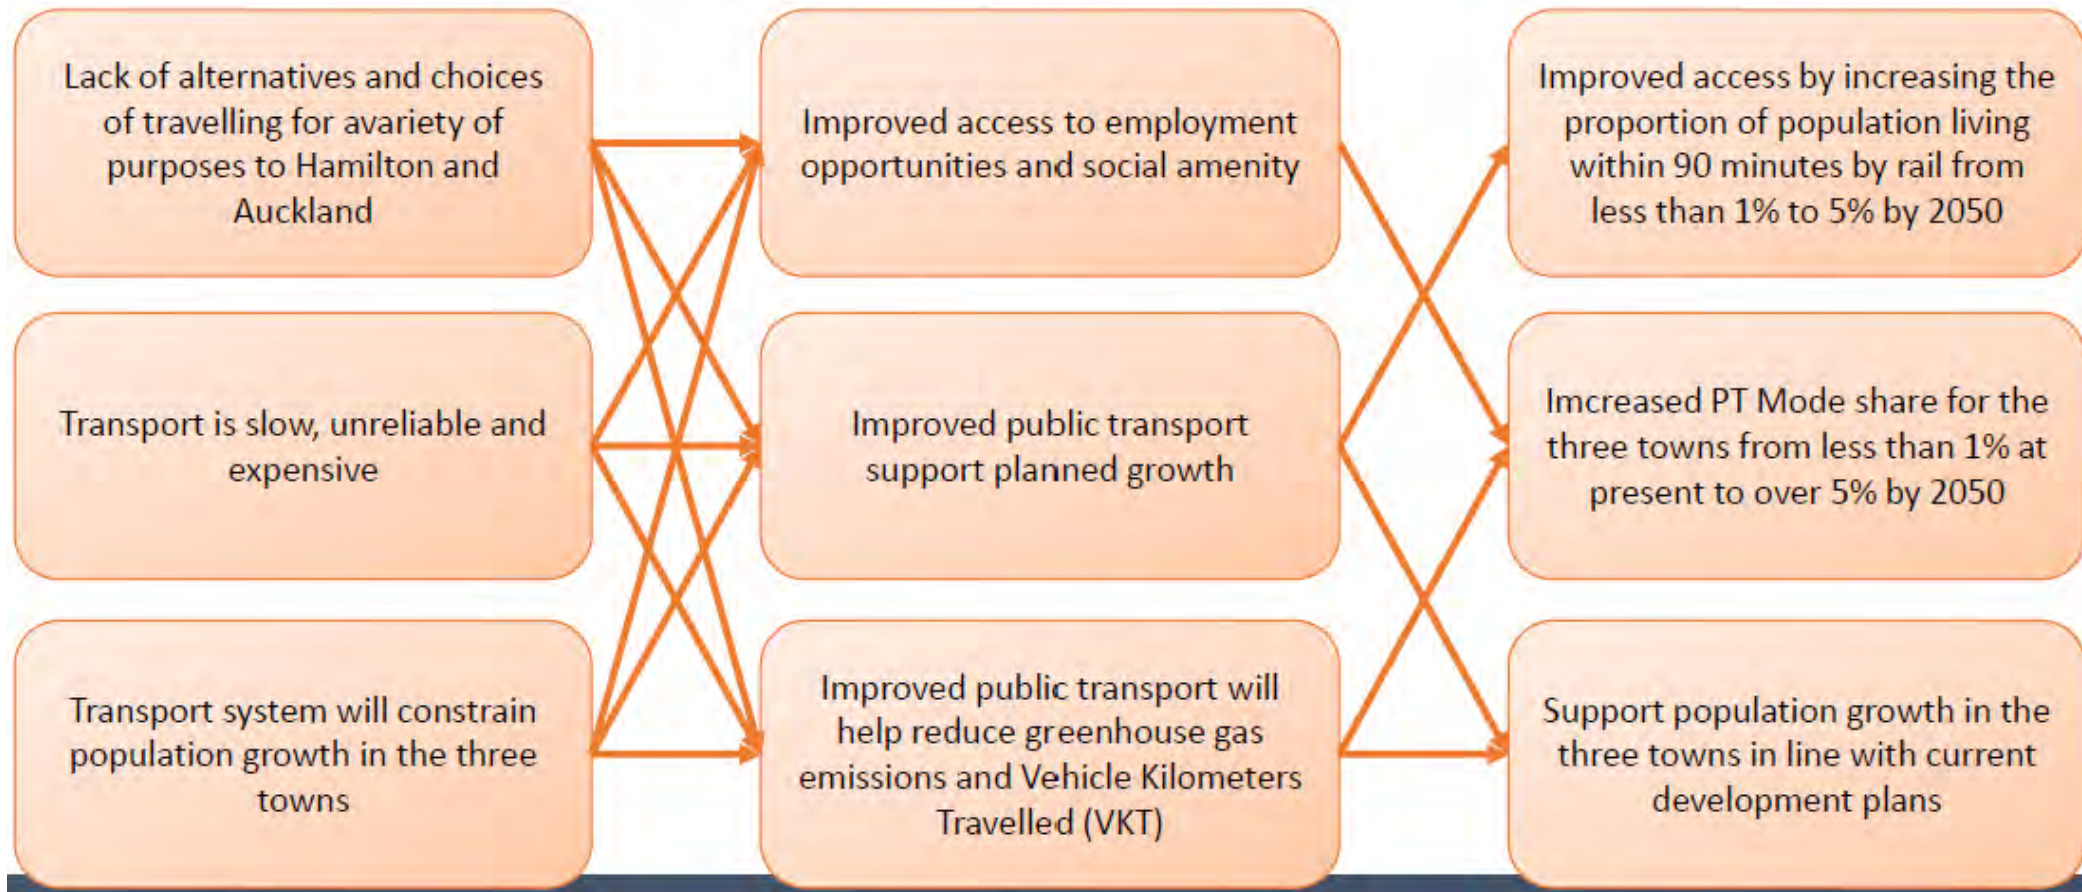 Lack of alternatives and choices
of travelling for avariety of
purposes to Hamilton and
Auckland
Improved access to employment
opportunities and social amenity
Improved access by increasing the
proportion of population living
within 90 minutes by rail from
less than 1% to 5% by 2050
Transport is slow, unreliable and
expensive
Improved public transport
support planned growth
Imcreased PT Mode share for the
three towns from less than 1% at
present to over 5% by 2050
Transport system will constrain
population growth in the three
towns
Improved public transport will
help reduce greenhouse gas
emissions and Vehicle Kilometers
Travelled (VKT)
Support population growth in the
three towns in line with current
development plans